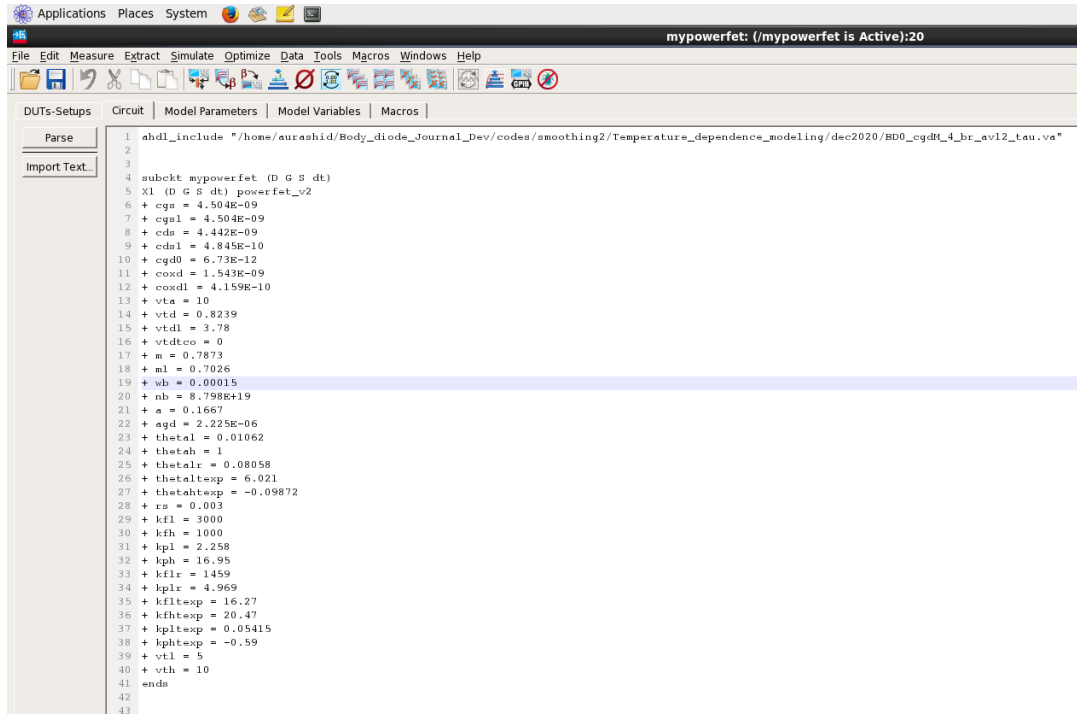 Applications Places System
mypowerfet: (/mypowerfet is Active):20
File Edit Measure Extract Simulate Optimize Data Tools Macros Windows Help
DUTs-Setups Circuit Model Parameters Model Variables Macros
Parse
Import Text...
1 ahdl_include "/home/aurashid/Body_diode_Journal_Dev/codes/smoothing2/Temperature_dependence_modeling/dec2020/BD0_cgdM_4_br_avl2_tau.va"
2
3
4 subckt mypowerfet (D G S dt)
5 X1 (D G S dt) powerfet_v2
6 + cgs = 4.504E-09
7 + cgs1 = 4.504E-09
8 + cds = 4.442E-09
9 + cds1 = 4.845E-10
10 + cgd0 = 6.73E-12
11 + coxd = 1.543E-09
12 + coxd1 = 4.159E-10
13 + vta = 10
14 + vtd = 0.8239
15 + vtd1 = 3.78
16 + vtdtco = 0
17 + m = 0.7873
18 + m1 = 0.7026
19 + wb = 0.00015
20 + nb = 8.798E+19
21 + a = 0.1667
22 + agd = 2.225E-06
23 + thetal = 0.01062
24 + thetah = 1
25 + thetalr = 0.08058
26 + thetaltexp = 6.021
27 + thetahtexp = -0.09872
28 + rs = 0.003
29 + kfl = 3000
30 + kfh = 1000
31 + kpl = 2.258
32 + kph = 16.95
33 + kflr = 1459
34 + kplr = 4.969
35 + kfltexp = 16.27
36 + kfhtexp = 20.47
37 + kpltexp = 0.05415
38 + kphtexp = -0.59
39 + vtl = 5
40 + vth = 10
41 ends
42
43